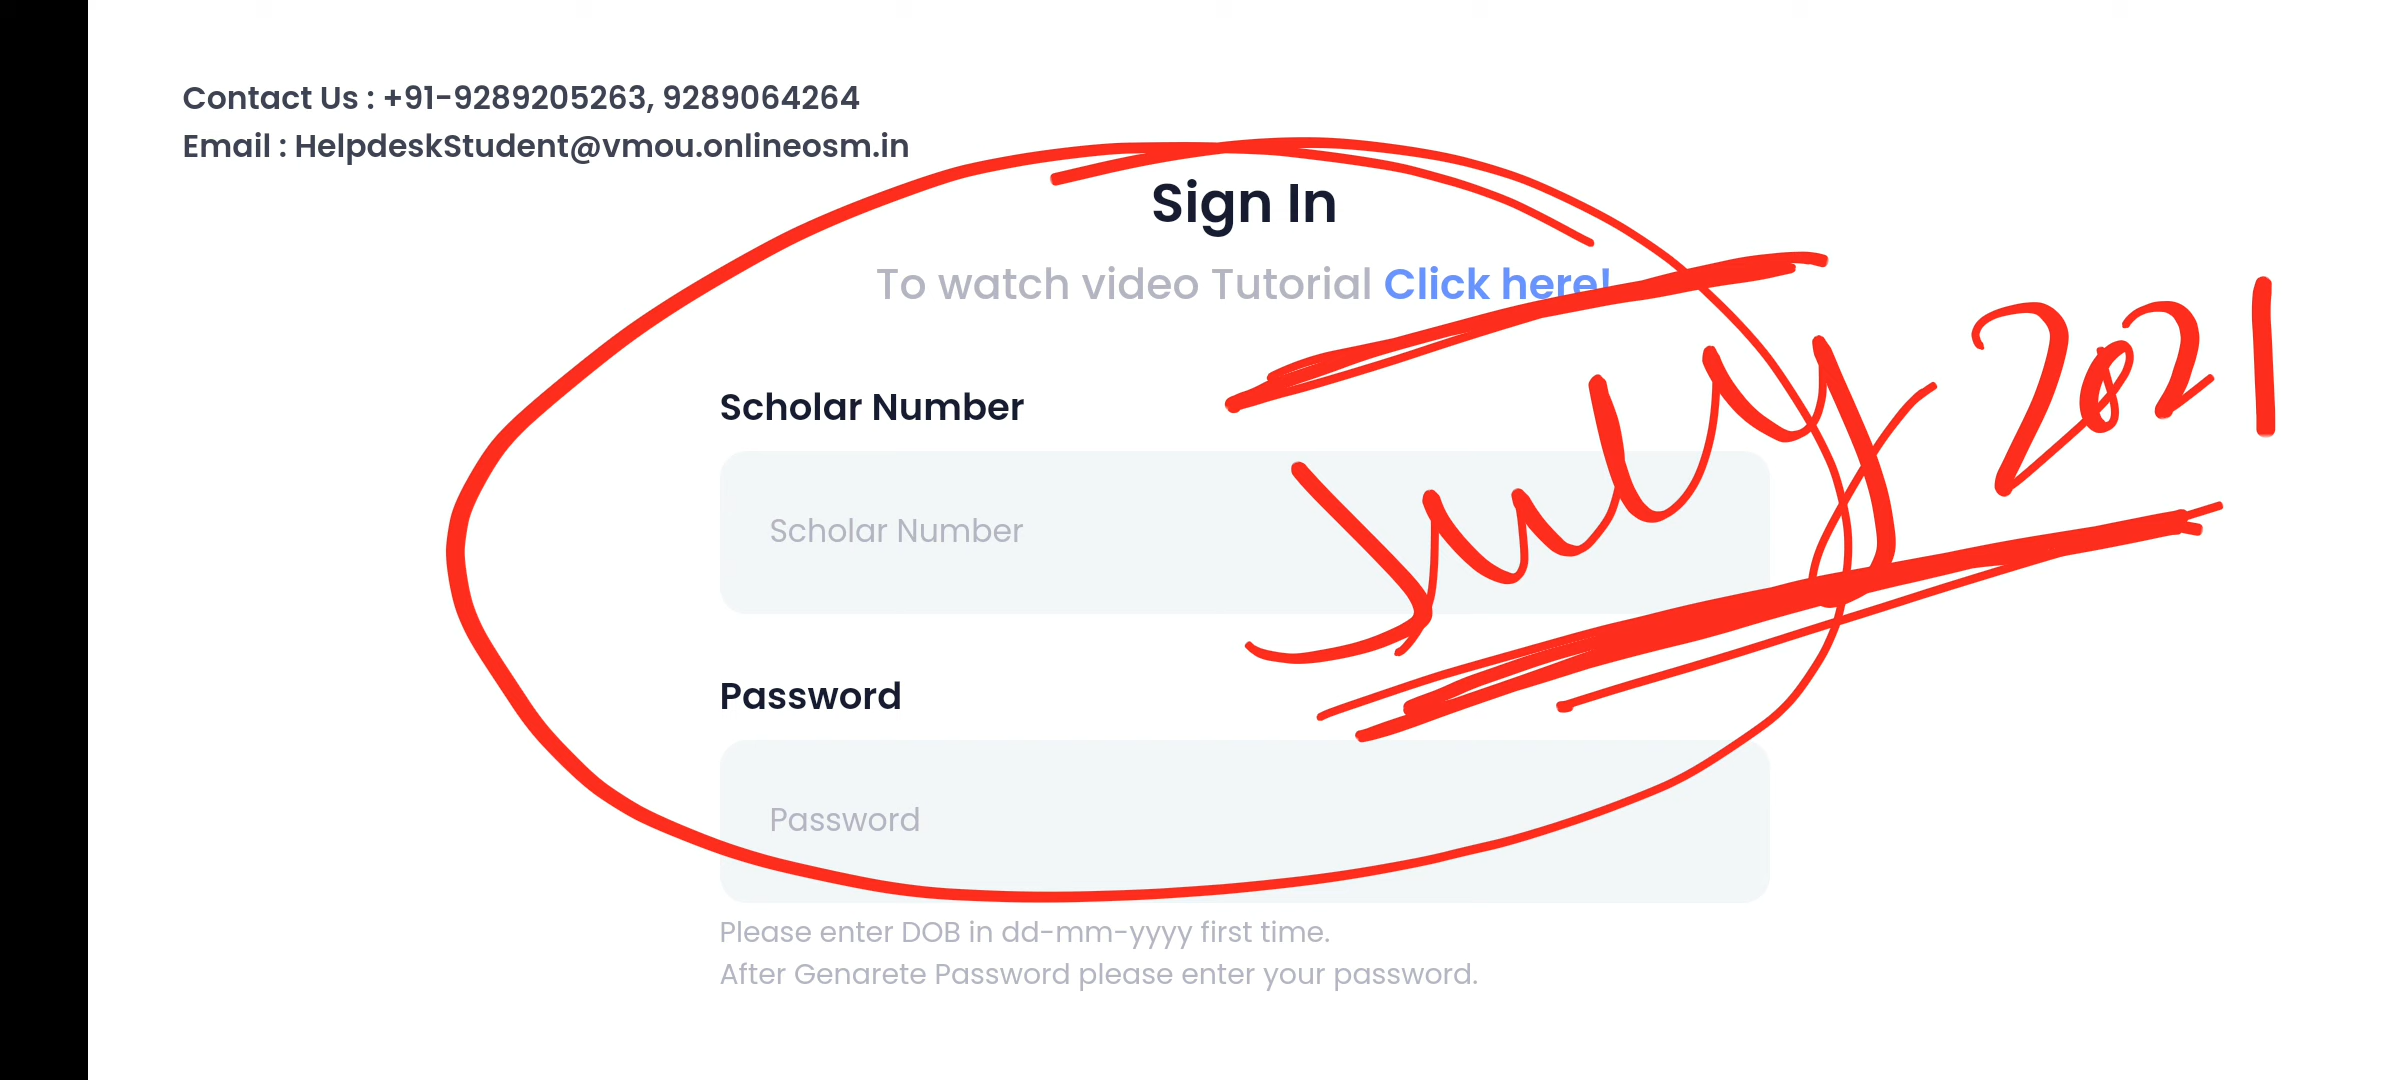 Contact Us : +91-9289205263, 9289064264
Email : HelpdeskStudent@vmou.onlineosm.in
Sign In
To watch video Tutorial Click here!
July 2021
Scholar Number
Scholar Number
Password
Password
Please enter DOB in dd-mm-yyyy first time.
After Genarete Password please enter your password.